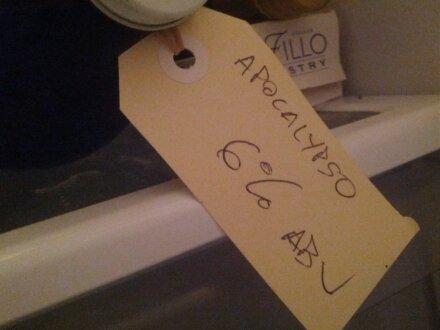 APOCALYPSO
6% ABV
FILLO
STRY